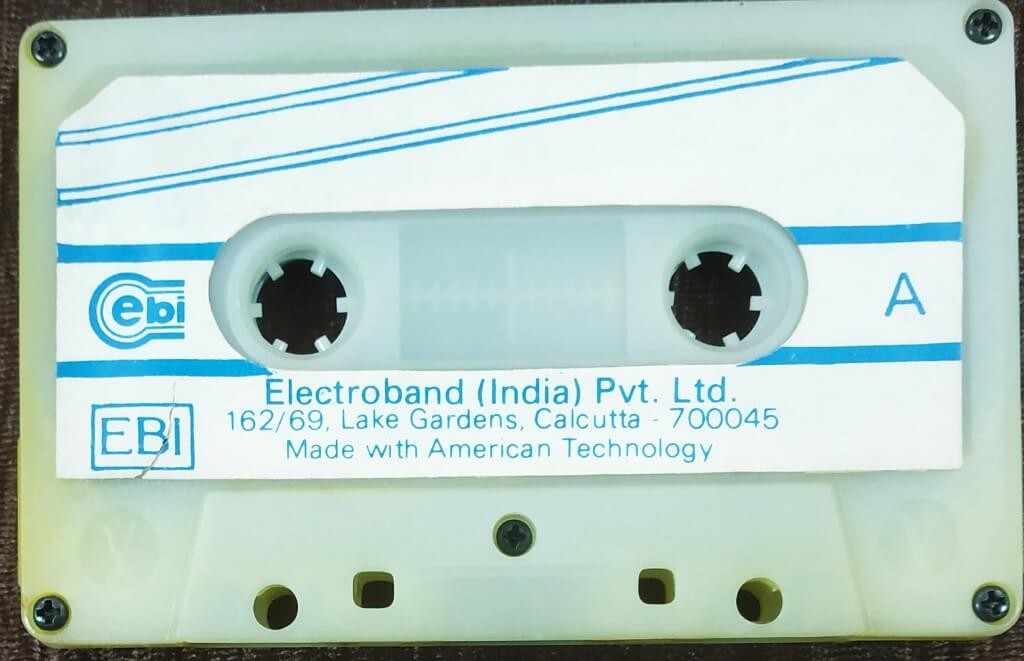 ebi
A
Electroband (India) Pvt. Ltd.
162/69, Lake Gardens, Calcutta - 700045
EBI
Made with American Technology